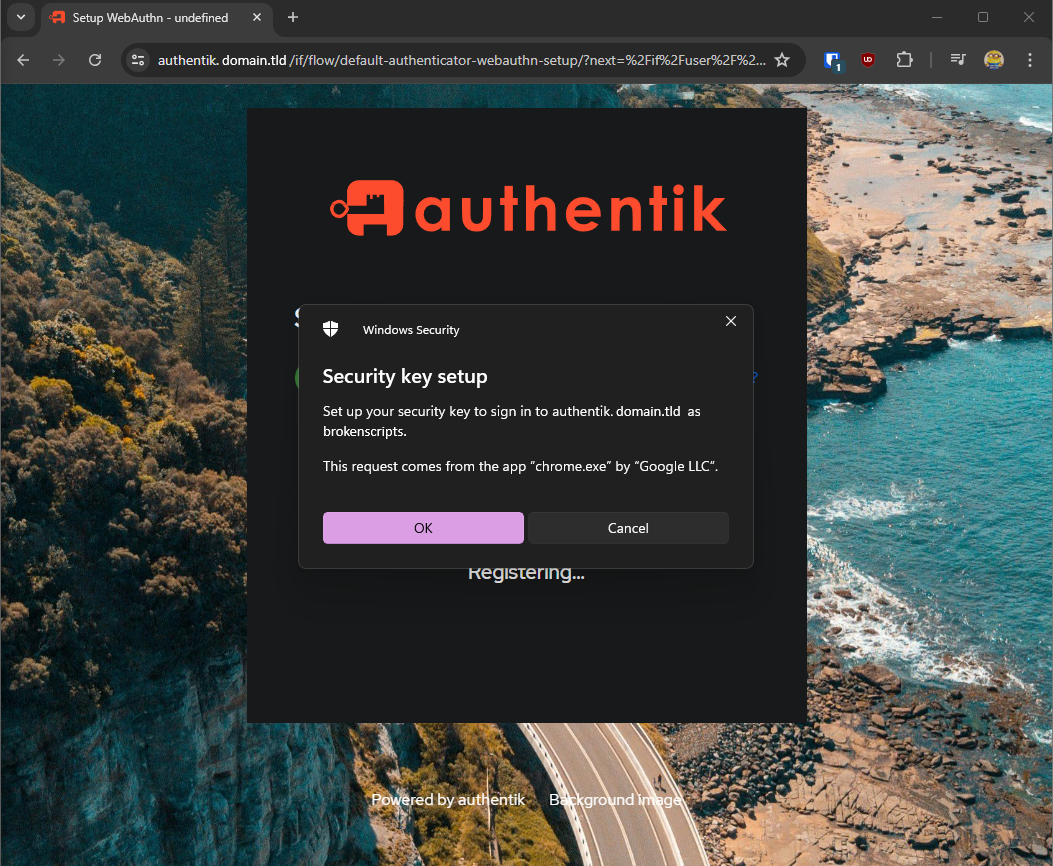 Setup WebAuthn - undefined
authentik. domain.tld /if/flow/default-authenticator-webauthn-setup/?next=%2Fif%2Fuser%2F%2...
1
UD
authentik
S
Windows Security
Security key setup
?
Set up your security key to sign in to authentik. domain.tld as
brokenscripts.
This request comes from the app "chrome.exe" by “Google LLC”.
OK
Cancel
Registering...
Powered by authentik
Background image